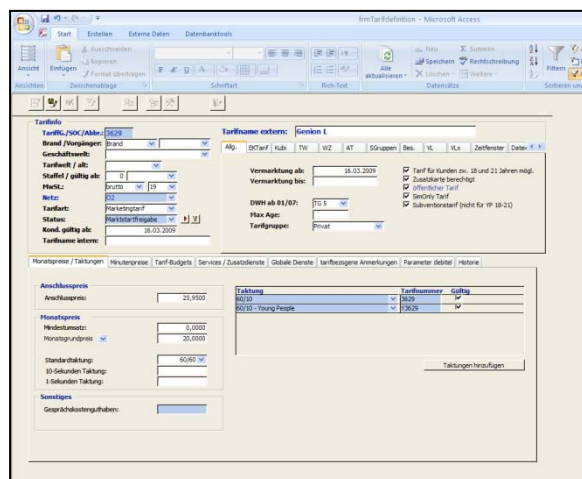 frmTarifdefinition - Microsoft Access
Start Erstellen Externe Daten Datenbanktools
Ansicht Einfügen Ausschneiden Kopieren Format übertragen
Alle aktualisieren Neu Speichern Löschen Summen Rechtschreibung Weitere
Filtern
Ansichten Zwischenablage Schriftart Rich-Text Datensätze Sortieren un
Tarifinfo
TarifG./SOC/Abbr.: 3629
Brand /Vorgänger: Brand
Geschäftswelt:
Tarifwelt / alt:
Staffel / gültig ab: 0
MwSt.: brutto 19
Netz: O2
Tarifart: Marketingtarif
Status: Marktstartfreigabe V
Kond. gültig ab: 16.03.2009
Tarifname intern:
Tarifname extern: Genion L
Allg. EKTarif Kubi TW WZ AT SGruppen Bes. VL VLx Zeitfenster Datei
Vermarktung ab: 16.03.2009
Vermarktung bis:
DWH ab 01/07: TG 5
Max Age:
Tarifgruppe: Privat
Tarif für Kunden zw. 18 und 21 Jahren mögl.
Zusatzkarte berechtigt
öffentlicher Tarif
SimOnly Tarif
Subventionstarif (nicht für YP 18-21)
Monatspreise / Taktungen Minutenpreise Tarif-Budgets Services / Zusatzdienste Globale Dienste tarifbezogene Anmerkungen Parameter debitel Historie
Anschlusspreis
Anschlusspreis: 25,9500
Monatspreis
Mindestumsatz: 0,0000
Monatsgrundpreis 20,0000
Standardtaktung: 60/60
10-Sekunden Taktung:
1-Sekunden Taktung:
Sonstiges
Gesprächskostenguthaben:
Taktung Tarifnummer Gültig
60/10 3629
60/10 - Young People Y3629
Taktungen hinzufügen